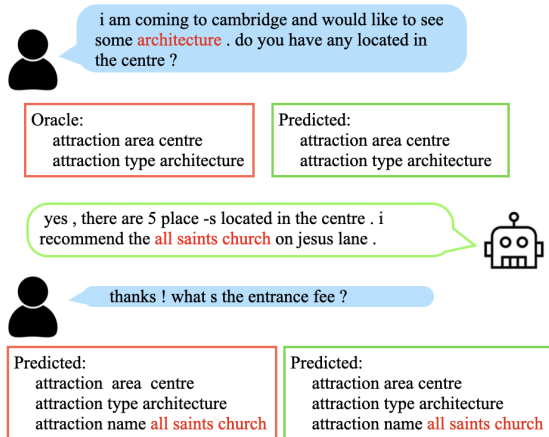 i am coming to cambridge and would like to see
some architecture . do you have any located in
the centre ?
Oracle:
attraction area centre
attraction type architecture
Predicted:
attraction area centre
attraction type architecture
yes , there are 5 place -s located in the centre . i
recommend the all saints church on jesus lane .
thanks ! what s the entrance fee ?
Predicted:
attraction area centre
attraction type architecture
attraction name all saints church
Predicted:
attraction area centre
attraction type architecture
attraction name all saints church